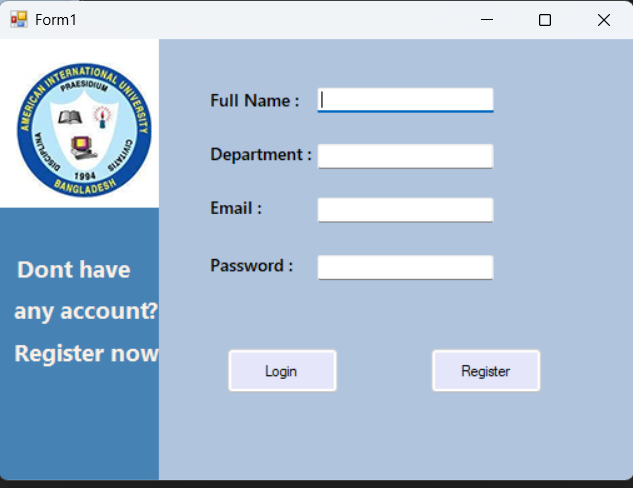 Form1
AMERICAN INTERNATIONAL UNIVERSITY
PRAESIDIUM
DISCIPLINA
CIVITATIS
1994
BANGLADESH
Full Name :
Department :
Email :
Password :
Dont have
any account?
Register now
Login
Register